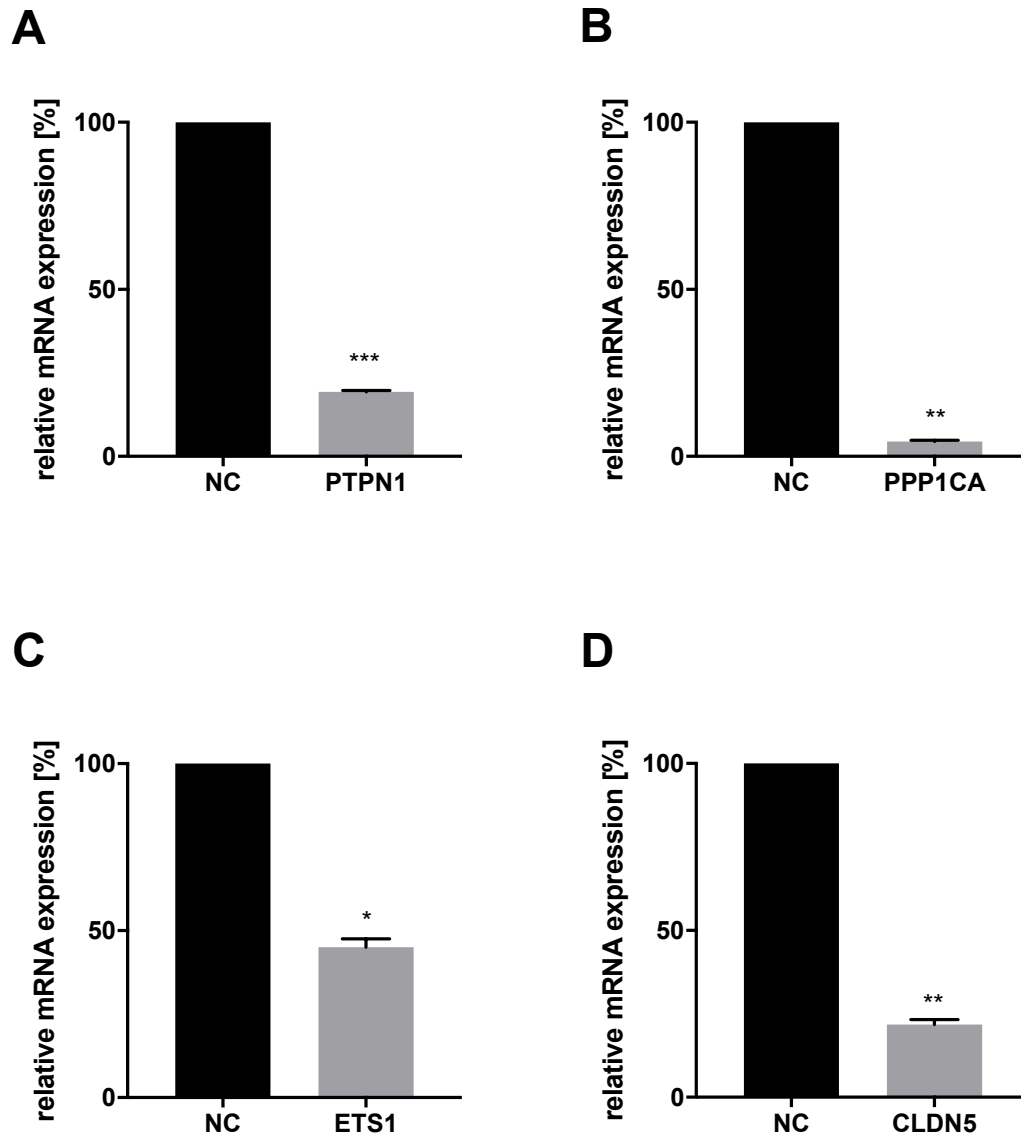 A
relative mRNA expression [%]
100
50
0
***
NC PTPN1
B
relative mRNA expression [%]
100
50
0
**
NC PPP1CA
C
relative mRNA expression [%]
100
50
0
*
NC ETS1
D
relative mRNA expression [%]
100
50
0
**
NC CLDN5